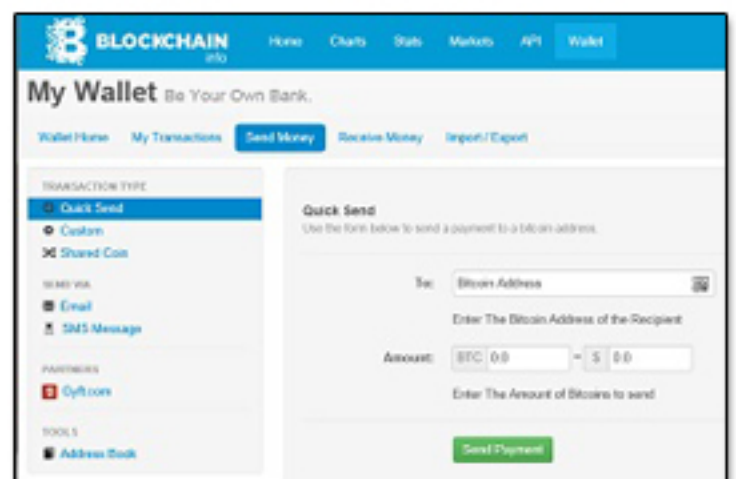 BLOCKCHAIN
info
Home Charts Stats Markets API Wallet
My Wallet Be Your Own Bank.
Wallet Home My Transactions Send Money Receive Money Import / Export
TRANSACTION TYPE
Quick Send
Custom
Shared Coin
SEND VIA
Email
SMS Message
PARTNERS
Gyft.com
TOOLS
Address Book
Quick Send
Use the form below to send a payment to a bitcoin address.
To: Bitcoin Address
Enter The Bitcoin Address of the Recipient
Amount: BTC 0.0 = $ 0.0
Enter The Amount of Bitcoins to send
Send Payment